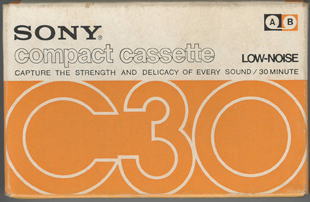 SONY®
A B
compact cassette
LOW-NOISE
CAPTURE THE STRENGTH AND DELICACY OF EVERY SOUND / 30 MINUTE
C30